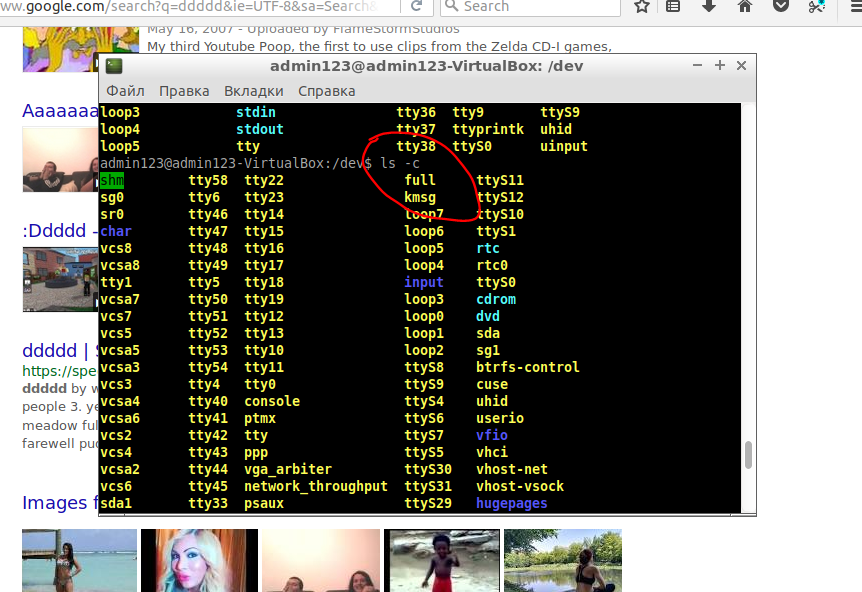 ww.google.com/search?q=ddddd&ie=UTF-8&sa=Search&
Search
May 16, 2007 - Uploaded by FlameStormStudios
My third Youtube Poop, the first to use clips from the Zelda CD-I games,
admin123@admin123-VirtualBox: /dev
Файл Правка Вкладки Справка
Aaaaaaa
loop3 stdin tty36 tty9 ttyS9
loop4 stdout tty37 ttyprintk uhid
loop5 tty tty38 ttyS0 uinput
admin123@admin123-VirtualBox:/dev$ ls -c
shm tty58 tty22 full ttyS11
sg0 tty6 tty23 kmsg ttyS12
sr0 tty46 tty14 loop7 ttyS10
:Ddddd -
char tty47 tty15 loop6 ttyS1
vcs8 tty48 tty16 loop5 rtc
vcsa8 tty49 tty17 loop4 rtc0
tty1 tty5 tty18 input ttyS0
vcsa7 tty50 tty19 loop3 cdrom
vcs7 tty51 tty12 loop0 dvd
vcs5 tty52 tty13 loop1 sda
ddddd | S
vcsa5 tty53 tty10 loop2 sg1
https://spe
vcsa3 tty54 tty11 ttyS8 btrfs-control
ddddd by w
vcs3 tty4 tty0 ttyS9 cuse
people 3. ye
vcsa4 tty40 console ttyS4 uhid
meadow ful
vcsa6 tty41 ptmx ttyS6 userio
farewell pud
vcs2 tty42 tty ttyS7 vfio
vcs4 tty43 ppp ttyS5 vhci
vcsa2 tty44 vga_arbiter ttyS30 vhost-net
vcs6 tty45 network_throughput ttyS31 vhost-vsock
Images f
sda1 tty33 psaux ttyS29 hugepages